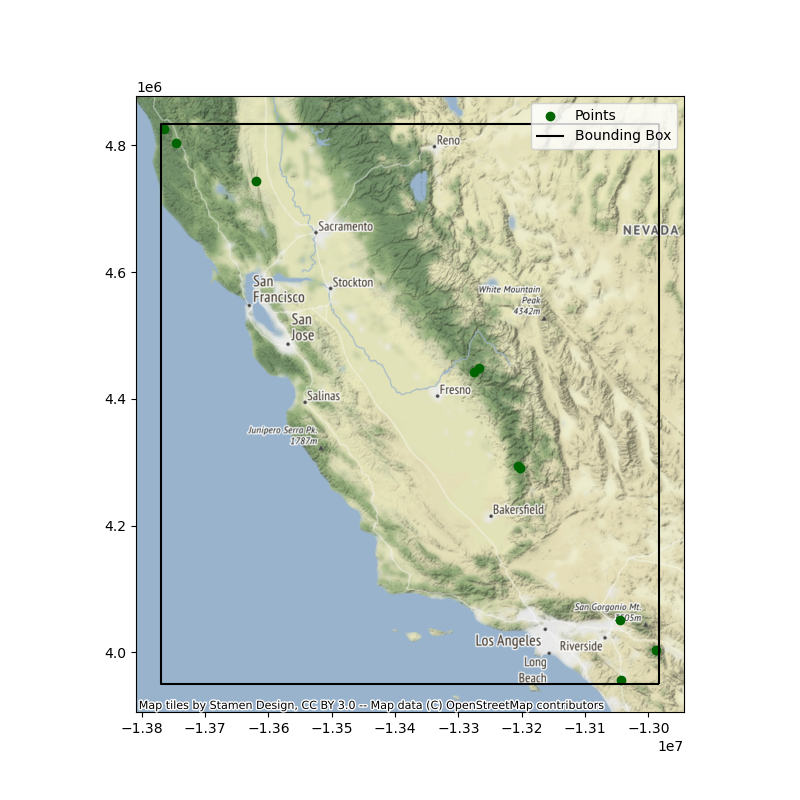 1e6
Points
Bounding Box
4.8
Reno
NEVADA
Sacramento
4.6
San
Francisco
Stockton
White Mountain
Peak
4342m
San
Jose
4.4
Fresno
Salinas
Junipero Serra Pk.
1787m
4.2
Bakersfield
San Gorgonio Mt.
4.0
Los Angeles
Riverside
Long
Beach
Map tiles by Stamen Design, CC BY 3.0 -- Map data (C) OpenStreetMap contributors
−1.38 −1.37 −1.36 −1.35 −1.34 −1.33 −1.32 −1.31 −1.30
1e7